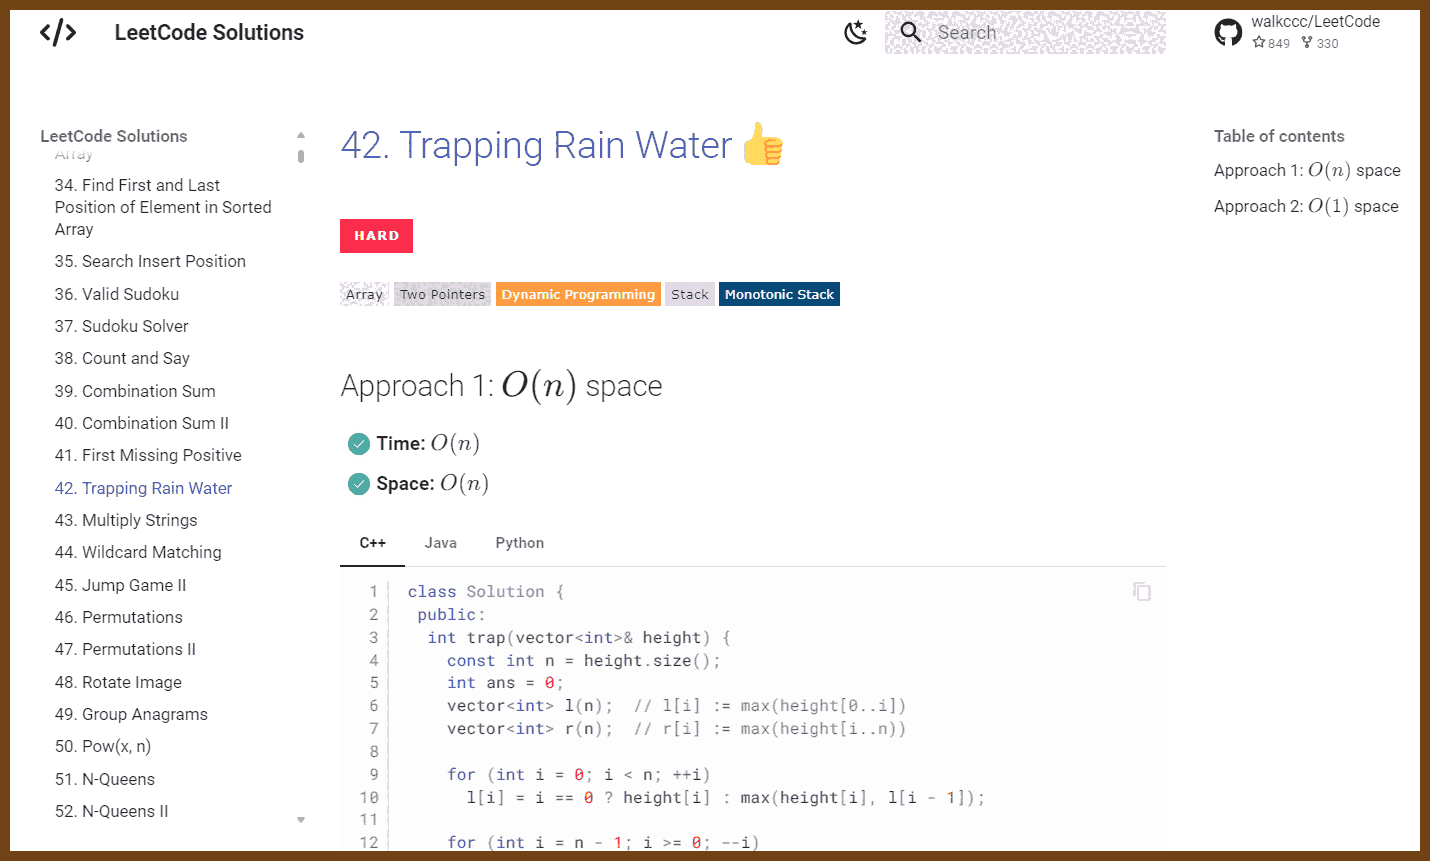 LeetCode Solutions
Search
walkccc/LeetCode
849 330
LeetCode Solutions
Array
34. Find First and Last
Position of Element in Sorted
Array
35. Search Insert Position
36. Valid Sudoku
37. Sudoku Solver
38. Count and Say
39. Combination Sum
40. Combination Sum II
41. First Missing Positive
42. Trapping Rain Water
43. Multiply Strings
44. Wildcard Matching
45. Jump Game II
46. Permutations
47. Permutations II
48. Rotate Image
49. Group Anagrams
50. Pow(x, n)
51. N-Queens
52. N-Queens II
42. Trapping Rain Water 👍
HARD
Array Two Pointers Dynamic Programming Stack Monotonic Stack
Approach 1: O(n) space
Time: O(n)
Space: O(n)
C++ Java Python
1 class Solution {
2 public:
3 int trap(vector<int>& height) {
4 const int n = height.size();
5 int ans = 0;
6 vector<int> l(n); // l[i] := max(height[0..i])
7 vector<int> r(n); // r[i] := max(height[i..n))
8
9 for (int i = 0; i < n; ++i)
10 l[i] = i == 0 ? height[i] : max(height[i], l[i - 1]);
11
12 for (int i = n - 1; i >= 0; --i)
Table of contents
Approach 1: O(n) space
Approach 2: O(1) space